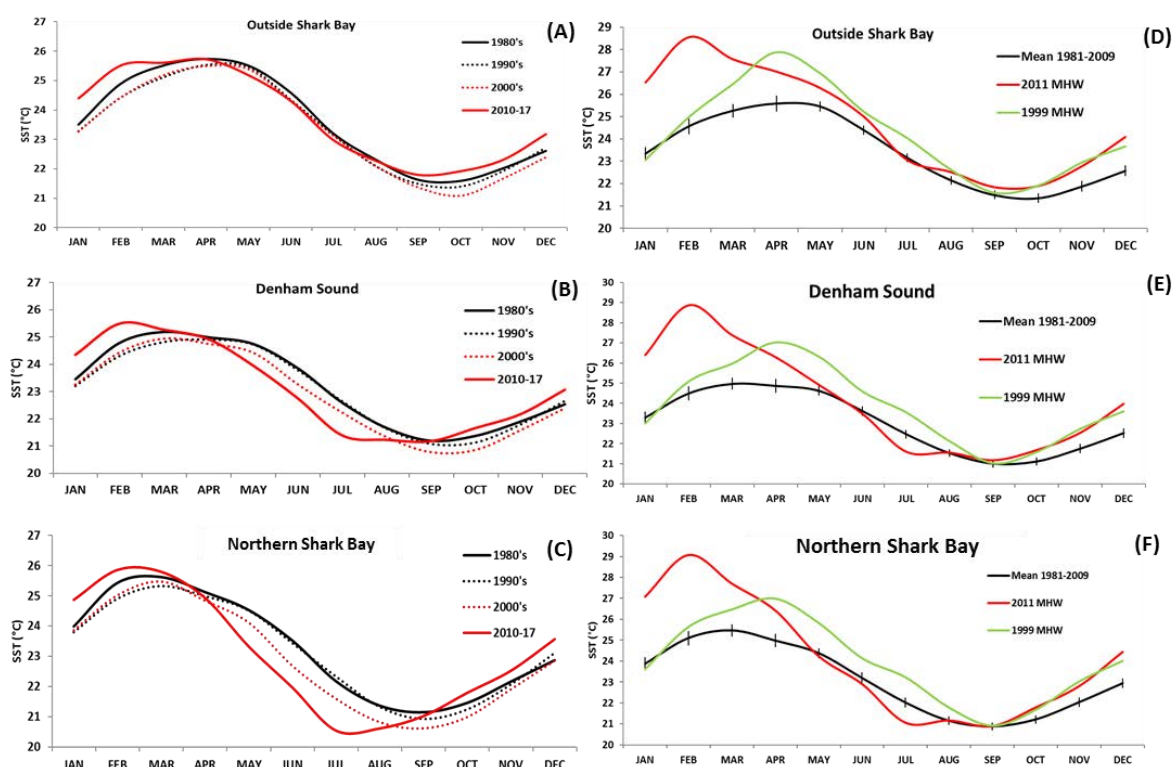 Outside Shark Bay
(A)
27
26
25
24
23
22
21
20
SST (°C)
1980's
1990's
2000's
2010-17
JAN FEB MAR APR MAY JUN JUL AUG SEP OCT NOV DEC
Outside Shark Bay
(D)
29
28
27
26
25
24
23
22
21
20
SST (°C)
Mean 1981-2009
2011 MHW
1999 MHW
JAN FEB MAR APR MAY JUN JUL AUG SEP OCT NOV DEC
Denham Sound
(B)
27
26
25
24
23
22
21
20
SST (°C)
1980's
1990's
2000's
2010-17
JAN FEB MAR APR MAY JUN JUL AUG SEP OCT NOV DEC
Denham Sound
(E)
30
29
28
27
26
25
24
23
22
21
20
SST (°C)
Mean 1981-2009
2011 MHW
1999 MHW
JAN FEB MAR APR MAY JUN JUL AUG SEP OCT NOV DEC
Northern Shark Bay
(C)
27
26
25
24
23
22
21
20
SST (°C)
1980's
1990's
2000's
2010-17
JAN FEB MAR APR MAY JUN JUL AUG SEP OCT NOV DEC
Northern Shark Bay
(F)
30
29
28
27
26
25
24
23
22
21
20
SST (°C)
Mean 1981-2009
2011 MHW
1999 MHW
JAN FEB MAR APR MAY JUN JUL AUG SEP OCT NOV DEC